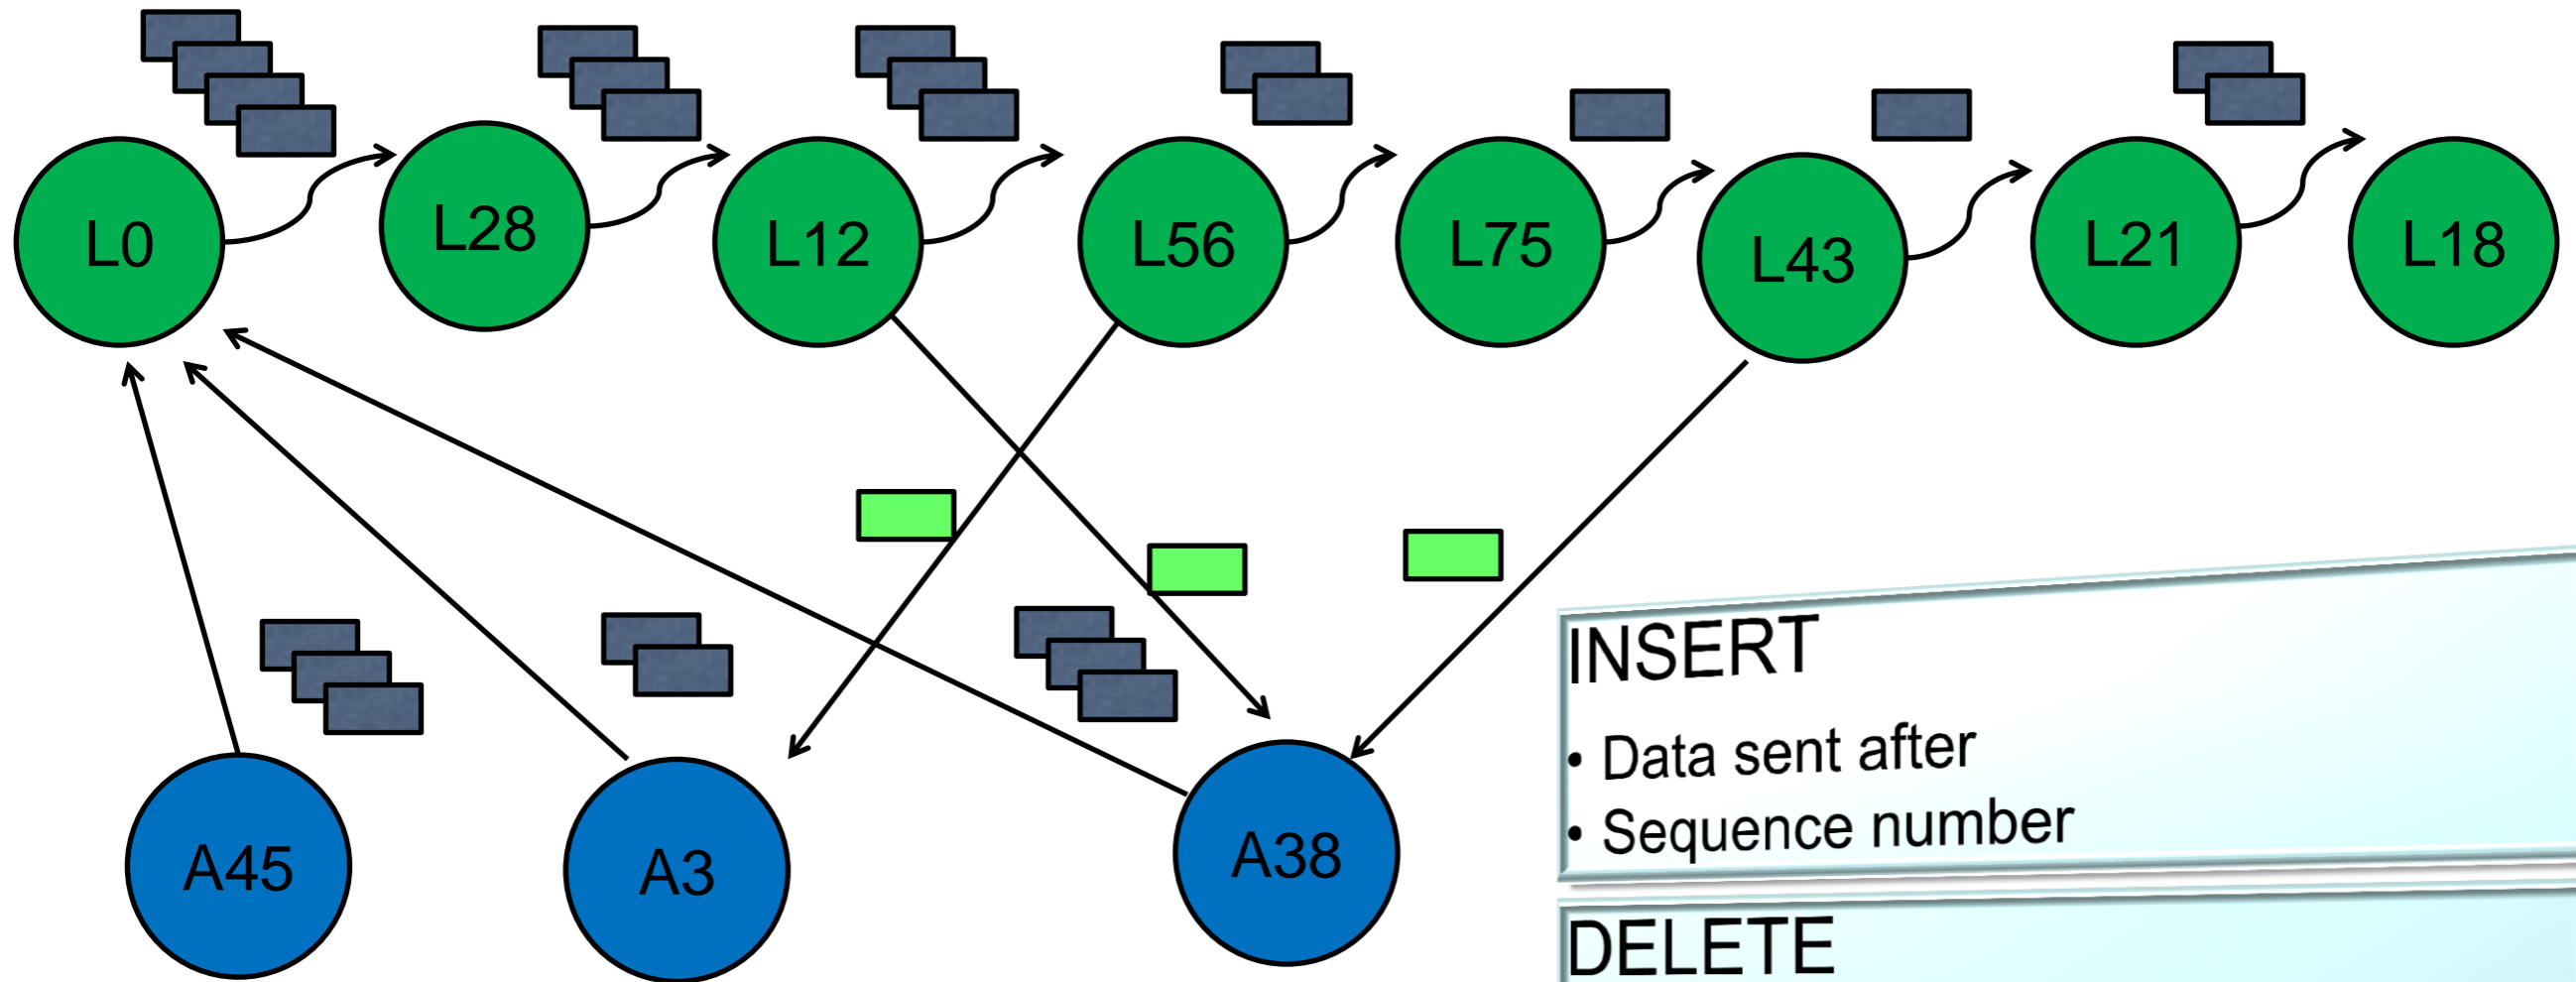 L0
L28
L12
L56
L75
L43
L21
L18
A45
A3
A38
INSERT
• Data sent after
• Sequence number
DELETE